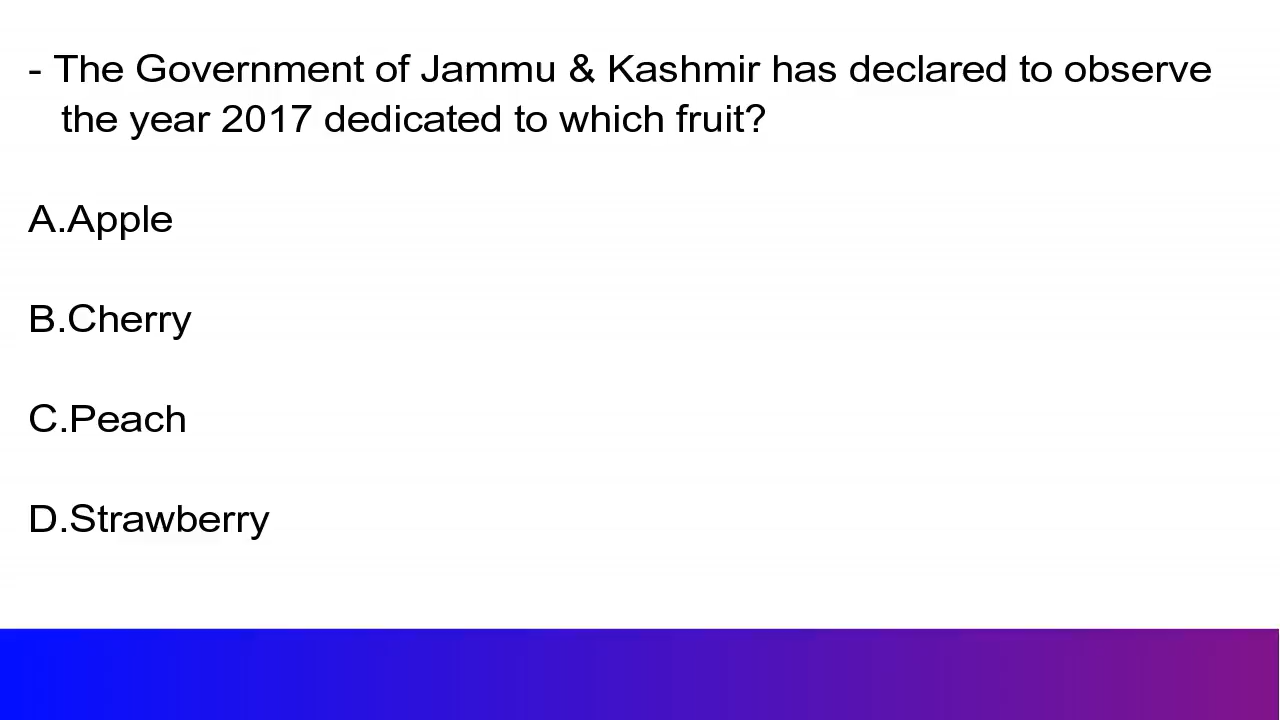 - The Government of Jammu & Kashmir has declared to observe
the year 2017 dedicated to which fruit?
A.Apple
B.Cherry
C.Peach
D.Strawberry